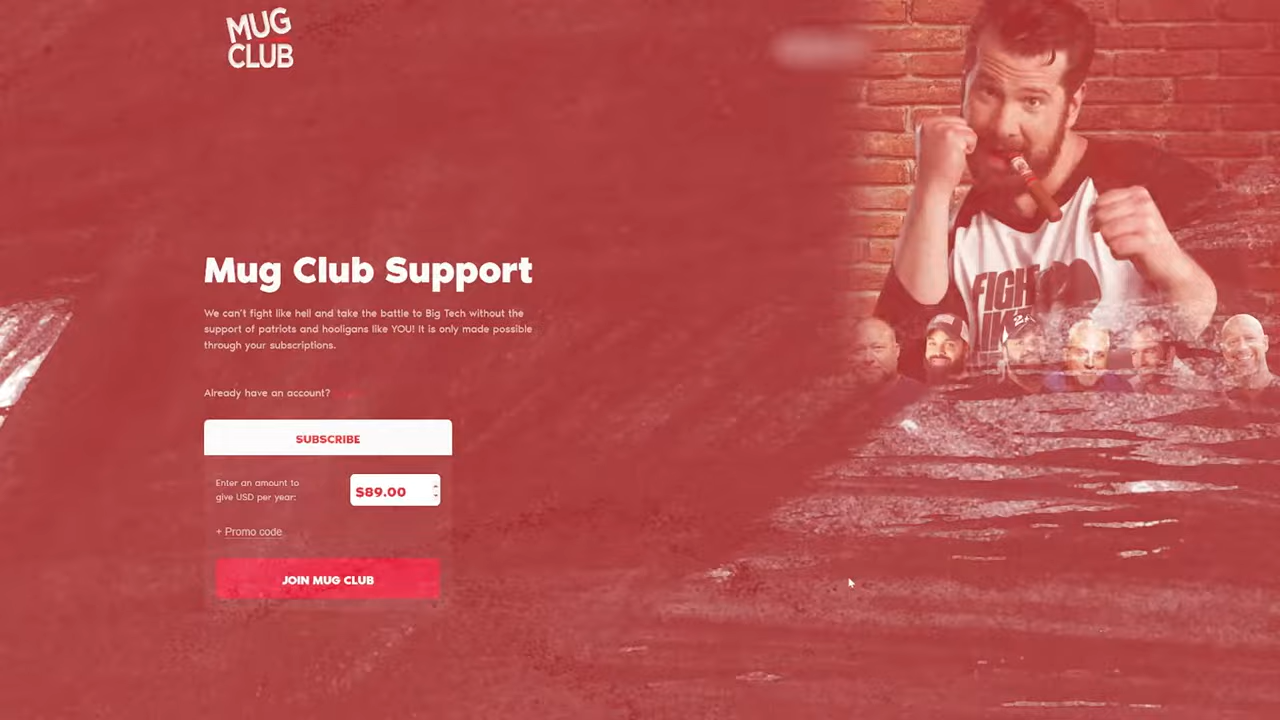 MUG
CLUB
Mug Club Support
We can't fight like hell and take the battle to Big Tech without the
support of patriots and hooligans like YOU! It is only made possible
through your subscriptions.
Already have an account?
SUBSCRIBE
Enter an amount to
give USD per year:
$89.00
+ Promo code
JOIN MUG CLUB
FIGHT